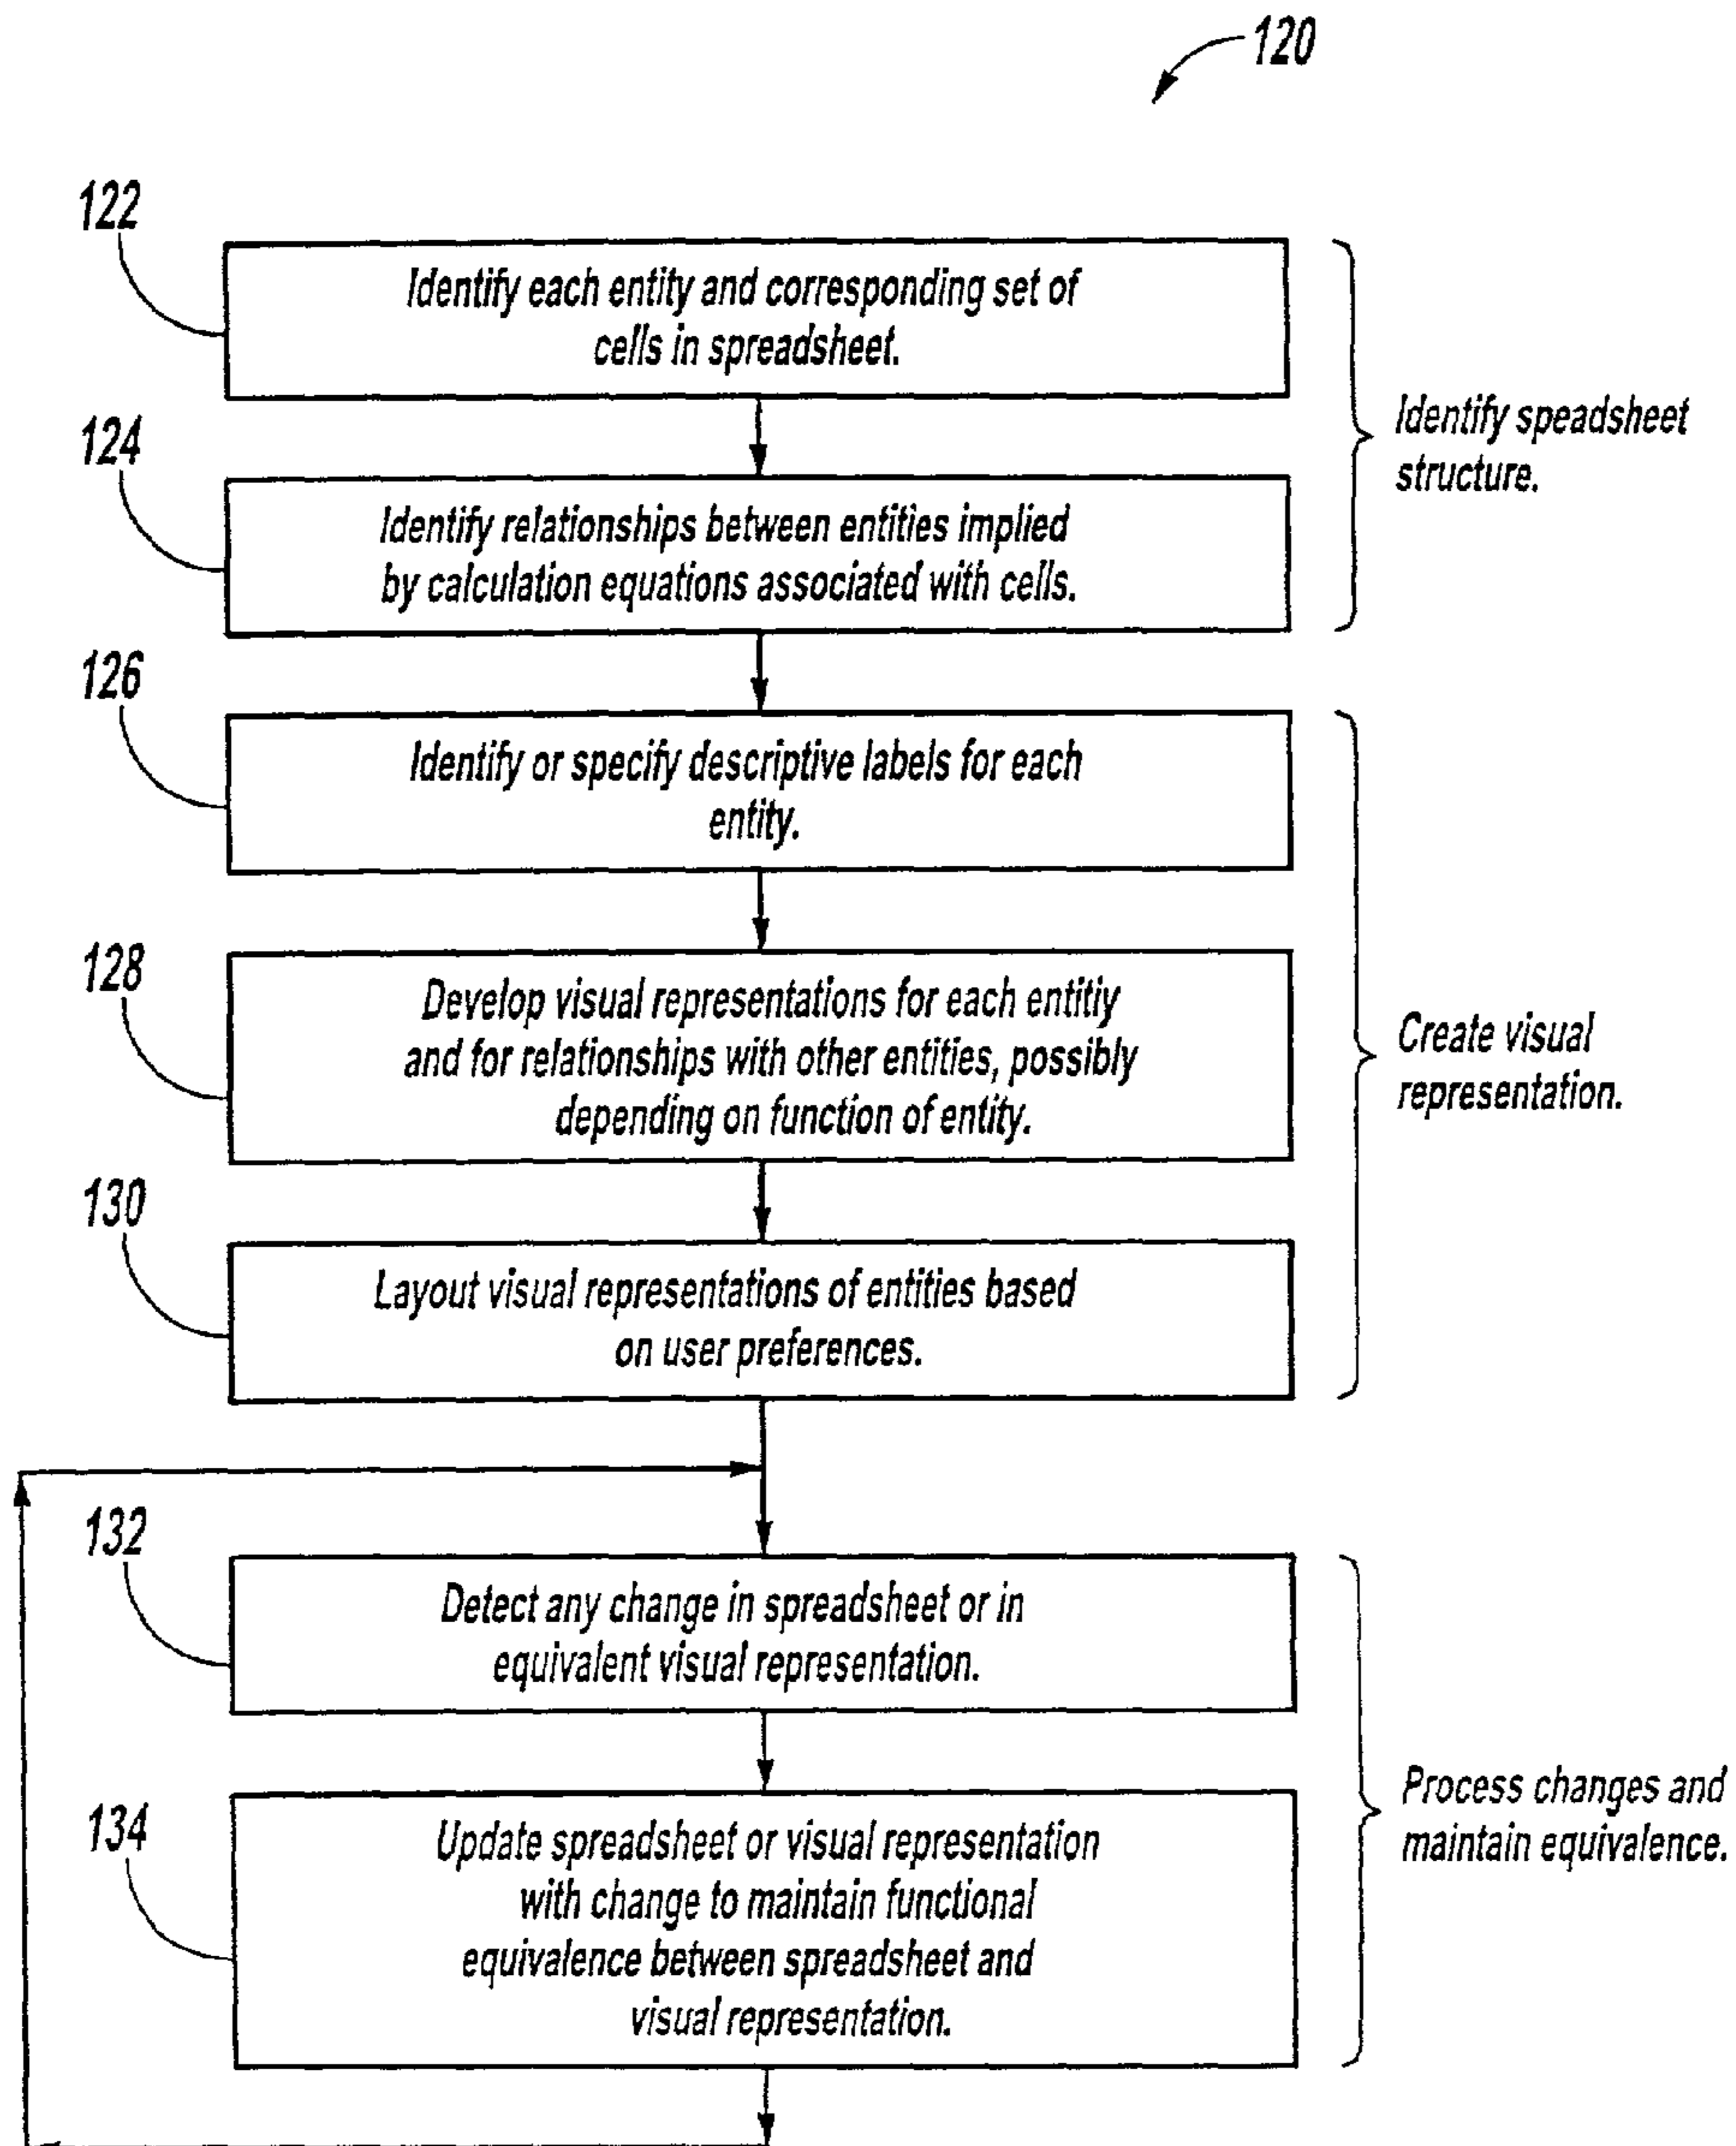 120
122
Identify each entity and corresponding set of
cells in spreadsheet.
124
Identify relationships between entities implied
by calculation equations associated with cells.
Identify speadsheet
structure.
126
Identify or specify descriptive labels for each
entity.
128
Develop visual representations for each entitiy
and for relationships with other entities, possibly
depending on function of entity.
130
Layout visual representations of entities based
on user preferences.
Create visual
representation.
132
Detect any change in spreadsheet or in
equivalent visual representation.
134
Update spreadsheet or visual representation
with change to maintain functional
equivalence between spreadsheet and
visual representation.
Process changes and
maintain equivalence.